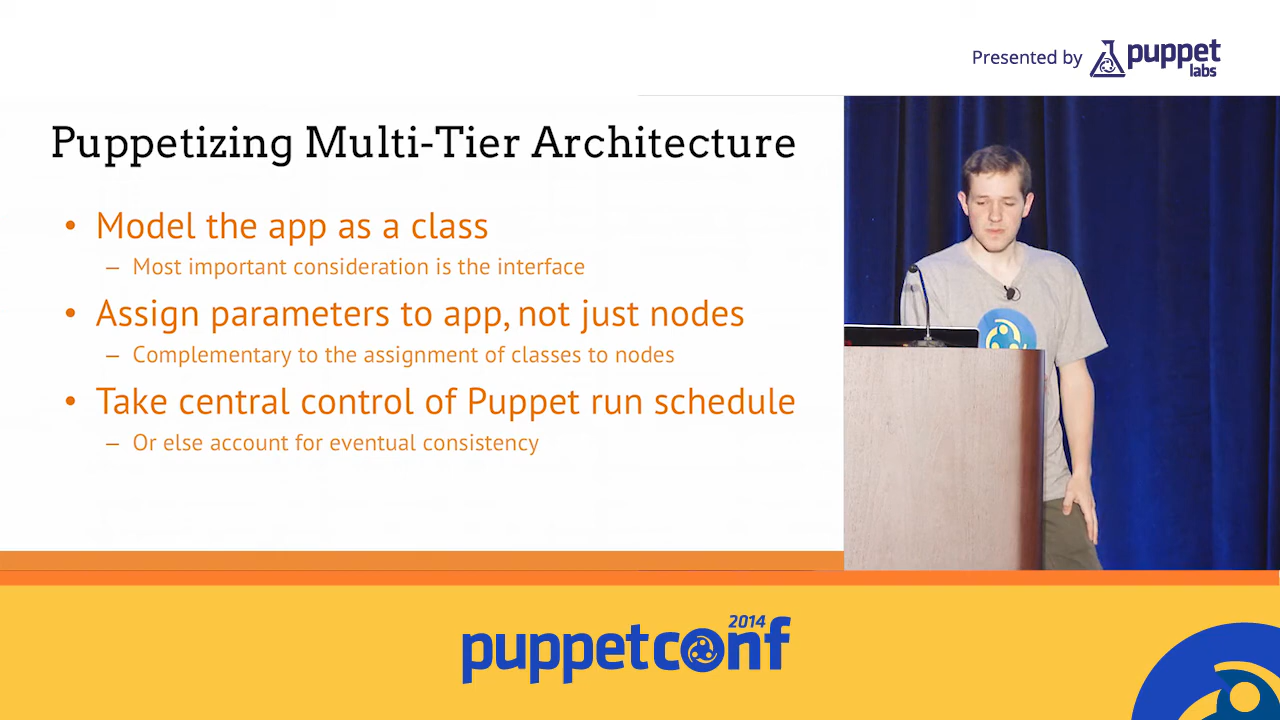 Presented by puppet labs
Puppetizing Multi-Tier Architecture
• Model the app as a class
– Most important consideration is the interface
• Assign parameters to app, not just nodes
– Complementary to the assignment of classes to nodes
• Take central control of Puppet run schedule
– Or else account for eventual consistency
2014
puppetconf